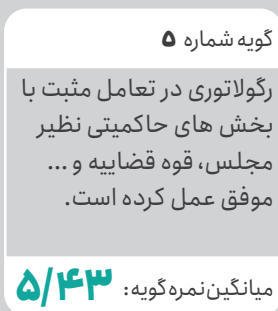 گویه شماره ۵
رگولاتوری در تعامل مثبت با
بخش های حاکمیتی نظیر
مجلس، قوه قضاییه و ...
موفق عمل کرده است.
میانگین نمره گویه: ۵/۴۳